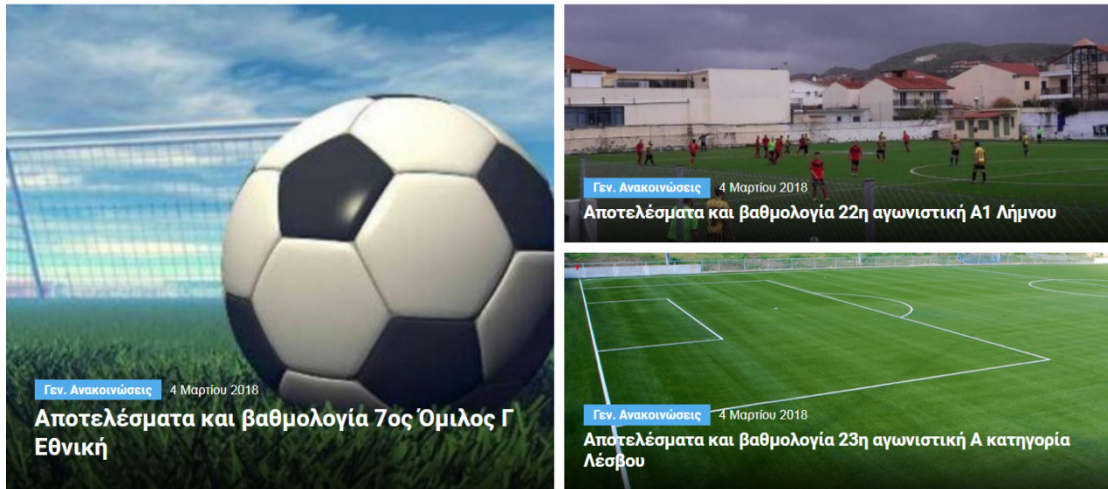 Γεν. Ανακοινώσεις 4 Μαρτίου 2018
Αποτελέσματα και βαθμολογία 7ος Όμιλος Γ
Εθνική
Γεν. Ανακοινώσεις 4 Μαρτίου 2018
Αποτελέσματα και βαθμολογία 22η αγωνιστική Α1 Λήμνου
Γεν. Ανακοινώσεις 4 Μαρτίου 2018
Αποτελέσματα και βαθμολογία 23η αγωνιστική Α κατηγορία
Λέσβου